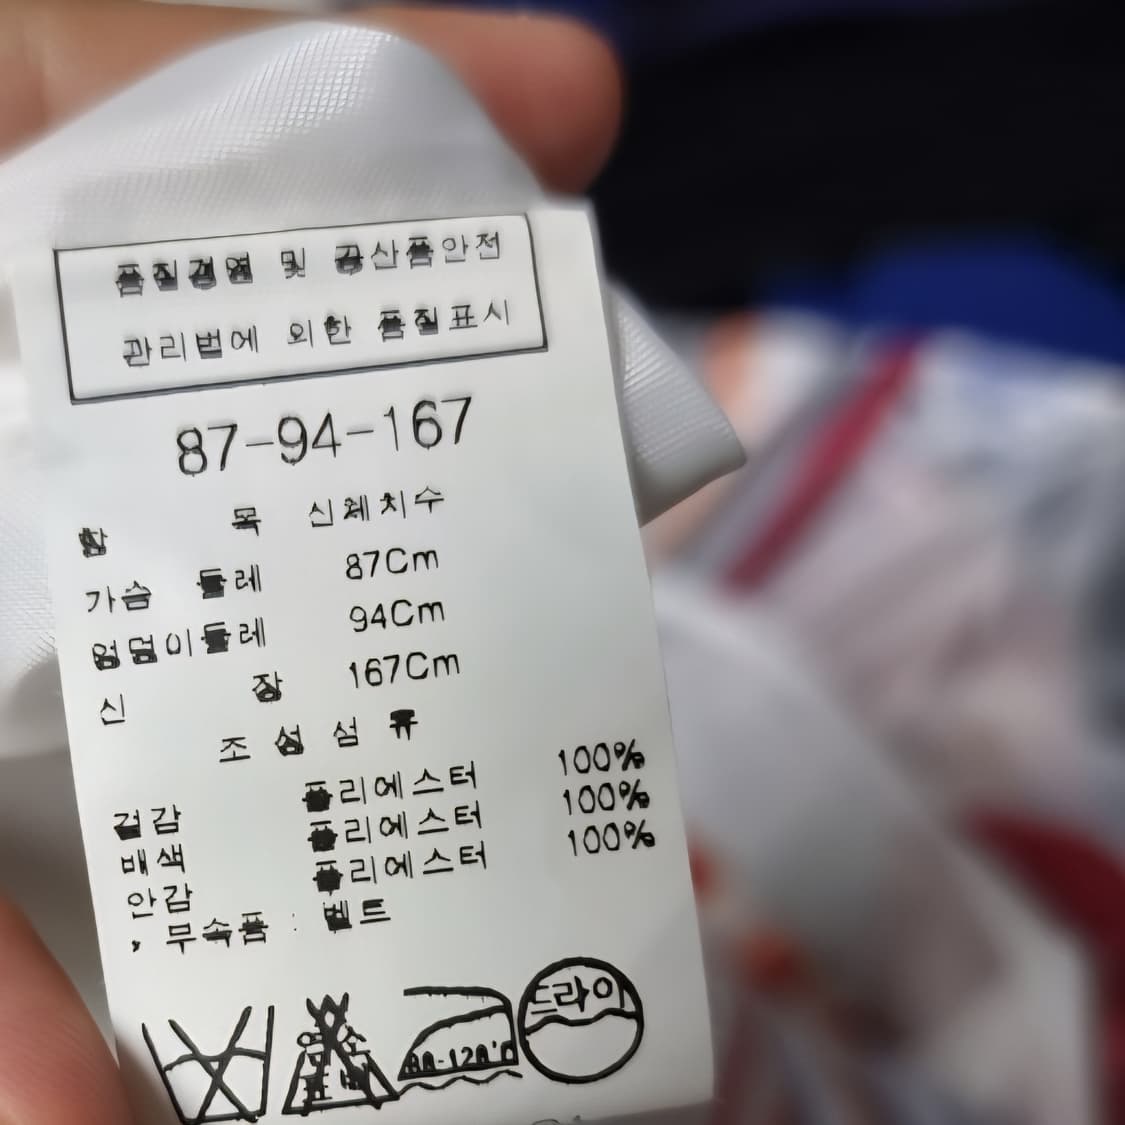 품질경영 및 공산품안전
관리법에 의한 품질표시
87-94-167
항 목 신체치수
가슴 둘레 87Cm
엉덩이둘레 94Cm
신 장 167Cm
조성섬류
겉감 폴리에스터 100%
배색 폴리에스터 100%
안감 폴리에스터 100%
, 부속품 : 벨트
드라이